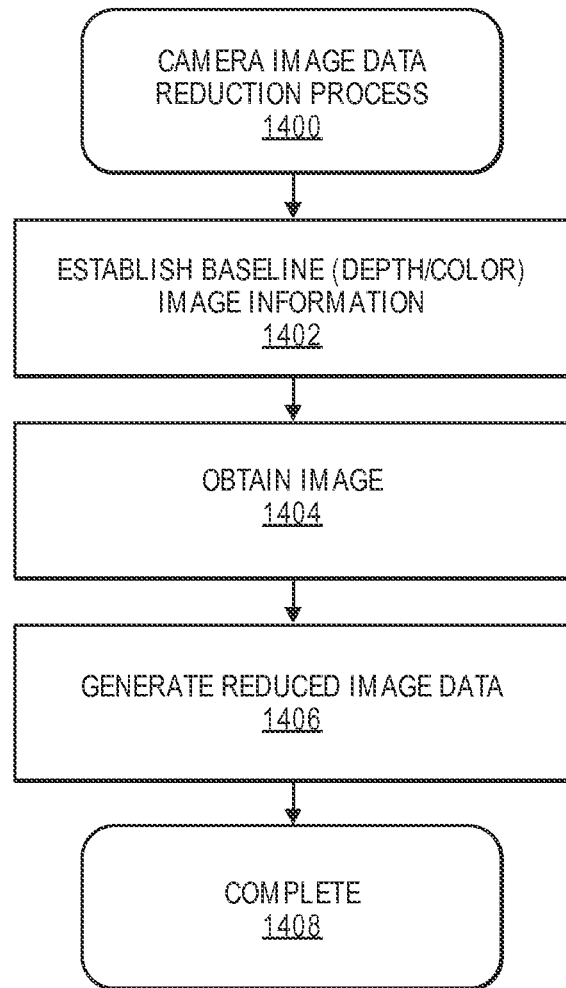 CAMERA IMAGE DATA
REDUCTION PROCESS
1400
ESTABLISH BASELINE (DEPTH/COLOR)
IMAGE INFORMATION
1402
OBTAIN IMAGE
1404
GENERATE REDUCED IMAGE DATA
1406
COMPLETE
1408